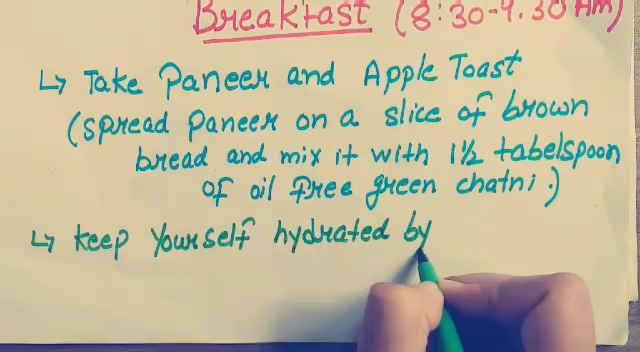 Breakfast (8:30-9.30 Am)
↳ Take Paneer and Apple Toast
(spread Paneer on a slice of brown
bread and mix it with 1½ tabelspoon
of oil free green chatni.)
↳ keep Yourself hydrated by